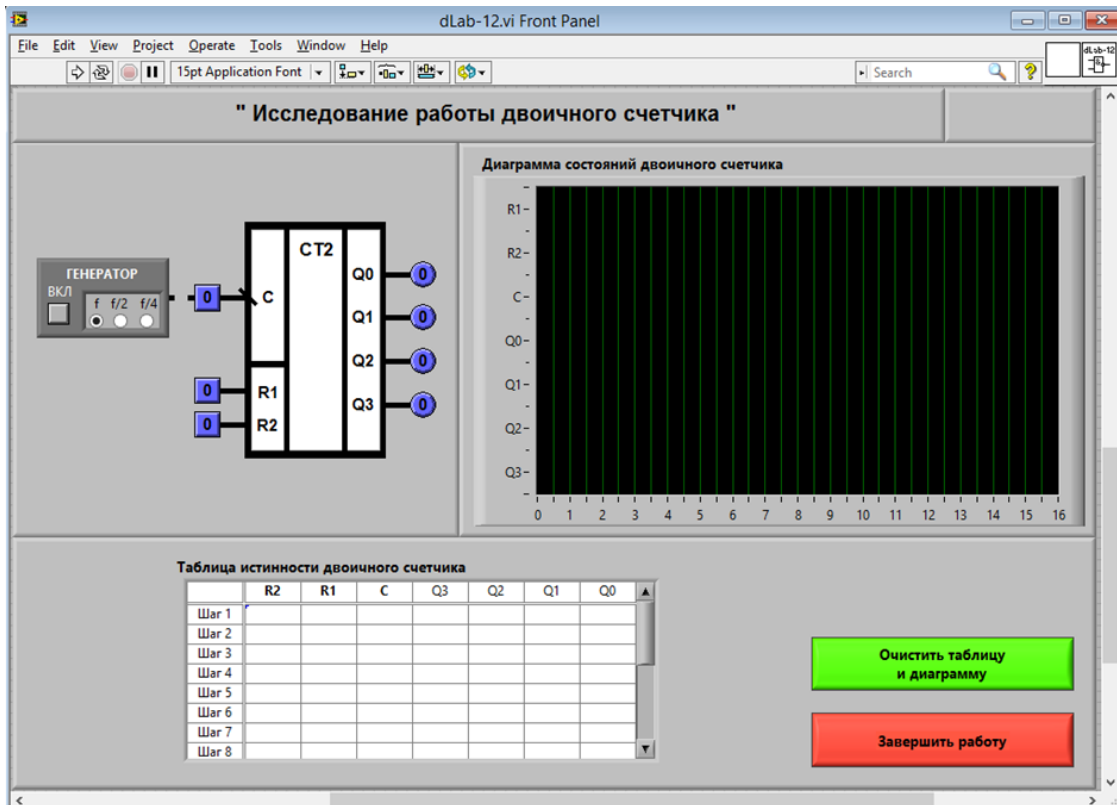 dLab-12.vi Front Panel
File Edit View Project Operate Tools Window Help
15pt Application Font
Search
?
dLab-12
" Исследование работы двоичного счетчика "
Диаграмма состояний двоичного счетчика
R1
R2
C
Q0
Q1
Q2
Q3
0 1 2 3 4 5 6 7 8 9 10 11 12 13 14 15 16
ГЕНЕРАТОР
ВКЛ
f f/2 f/4
0
C
CT2
Q0
0
Q1
0
Q2
0
Q3
0
0
R1
0
R2
Таблица истинности двоичного счетчика
R2 R1 C Q3 Q2 Q1 Q0
Шаг 1
Шаг 2
Шаг 3
Шаг 4
Шаг 5
Шаг 6
Шаг 7
Шаг 8
Очистить таблицу
и диаграмму
Завершить работу